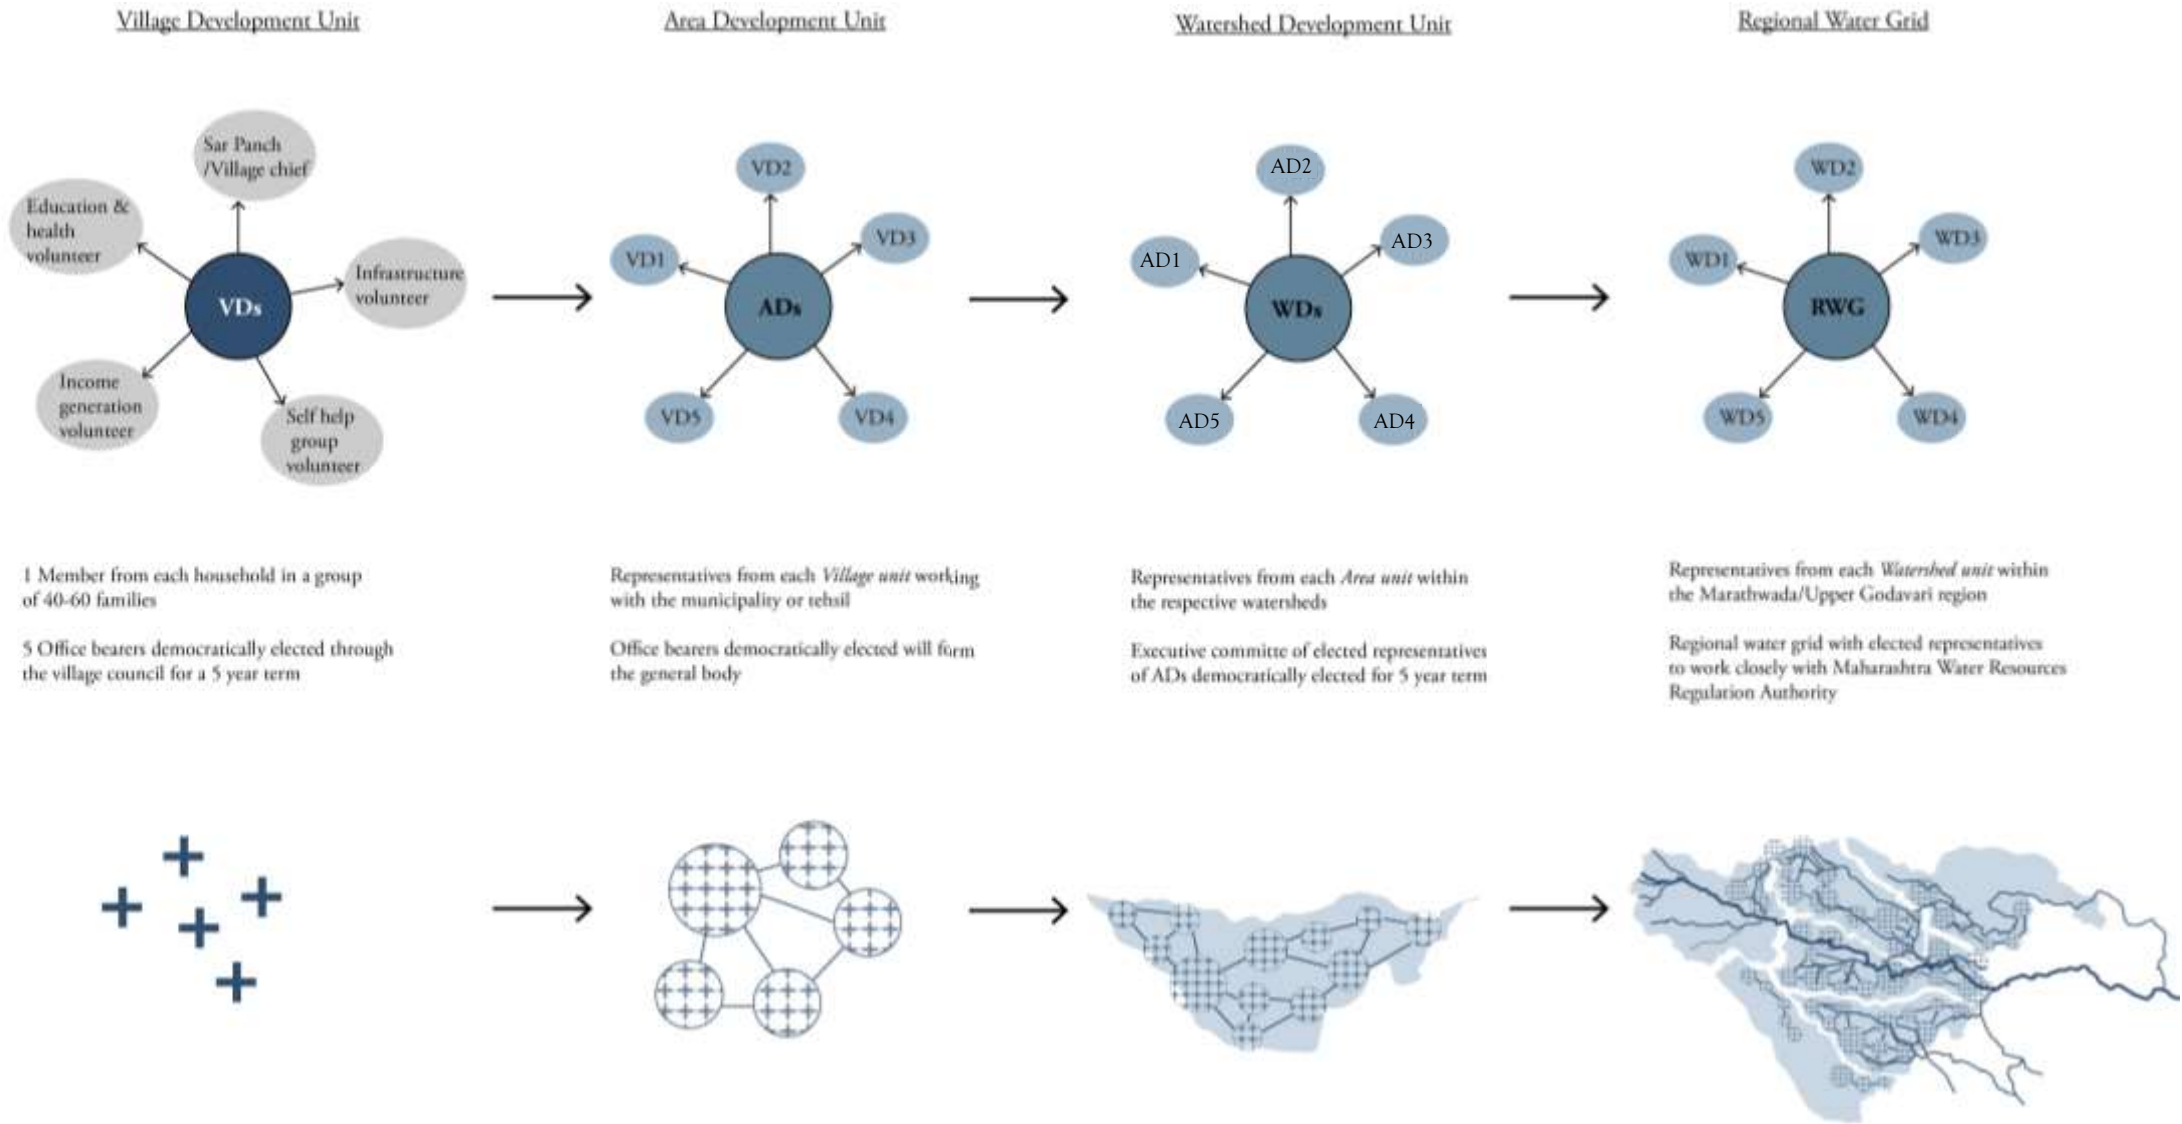 Village Development Unit
Area Development Unit
Watershed Development Unit
Regional Water Grid
Sar Panch
/Village chief
Education &
health
volunteer
Infrastructure
volunteer
VDs
Income
generation
volunteer
Self help
group
volunteer
VD2
VD3
VD1
ADs
VD5
VD4
AD2
AD3
AD1
WDs
AD5
AD4
WD2
WD3
WD1
RWG
WD5
WD4
1 Member from each household in a group
of 40-60 families
5 Office bearers democratically elected through
the village council for a 5 year term
Representatives from each Village unit working
with the municipality or tehsil
Office bearers democratically elected will form
the general body
Representatives from each Area unit within
the respective watersheds
Executive committe of elected representatives
of ADs democratically elected for 5 year term
Representatives from each Watershed unit within
the Marathwada/Upper Godavari region
Regional water grid with elected representatives
to work closely with Maharashtra Water Resources
Regulation Authority